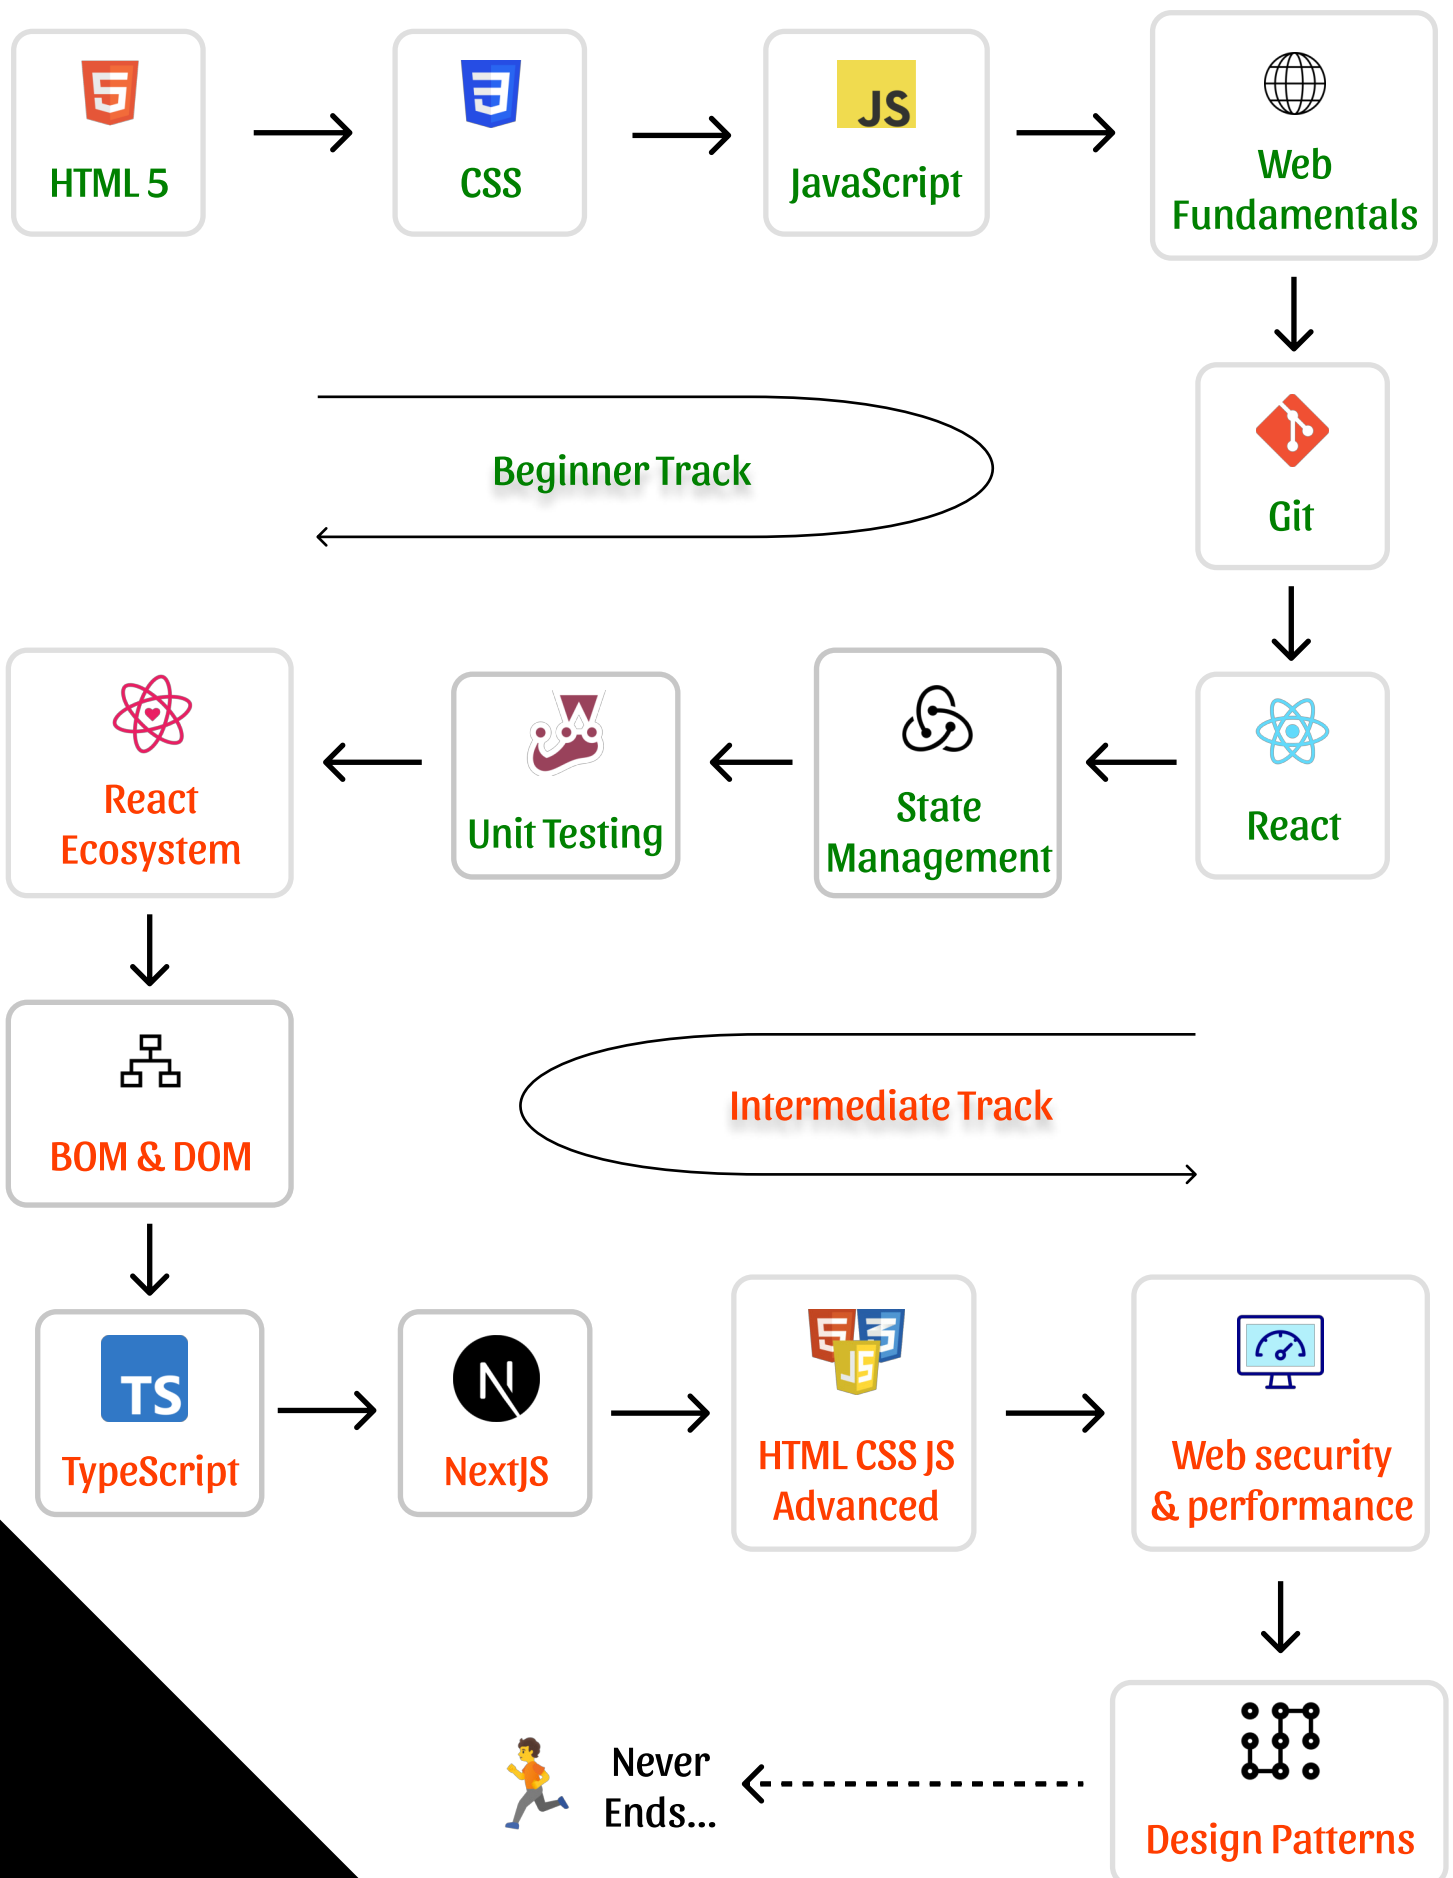 HTML 5
CSS
JS
JavaScript
Web
Fundamentals
Git
Beginner Track
React
State
Management
Unit Testing
React
Ecosystem
BOM & DOM
Intermediate Track
TS
TypeScript
N
NextJS
JS
HTML CSS JS
Advanced
Web security
& performance
Design Patterns
Never
Ends...